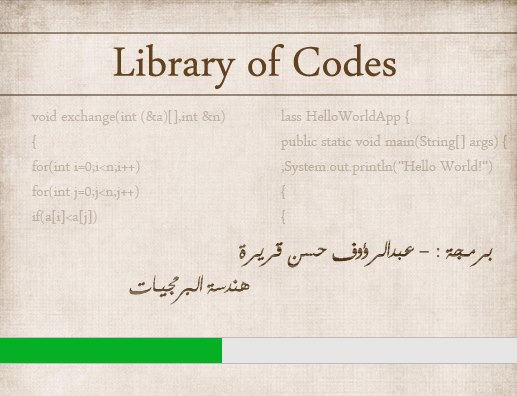 Library of Codes
void exchange(int (&a)[],int &n)
{
for(int i=0;i<n,i++)
for(int j=0;j<n,j++)
if(a[i]<a[j])
lass HelloWorldApp {
public static void main(String[] args) {
,System.out.println("Hello World!")
{
{
برمجة : - عبدالرؤوف حسن قريرة
هندسة البرمجيات